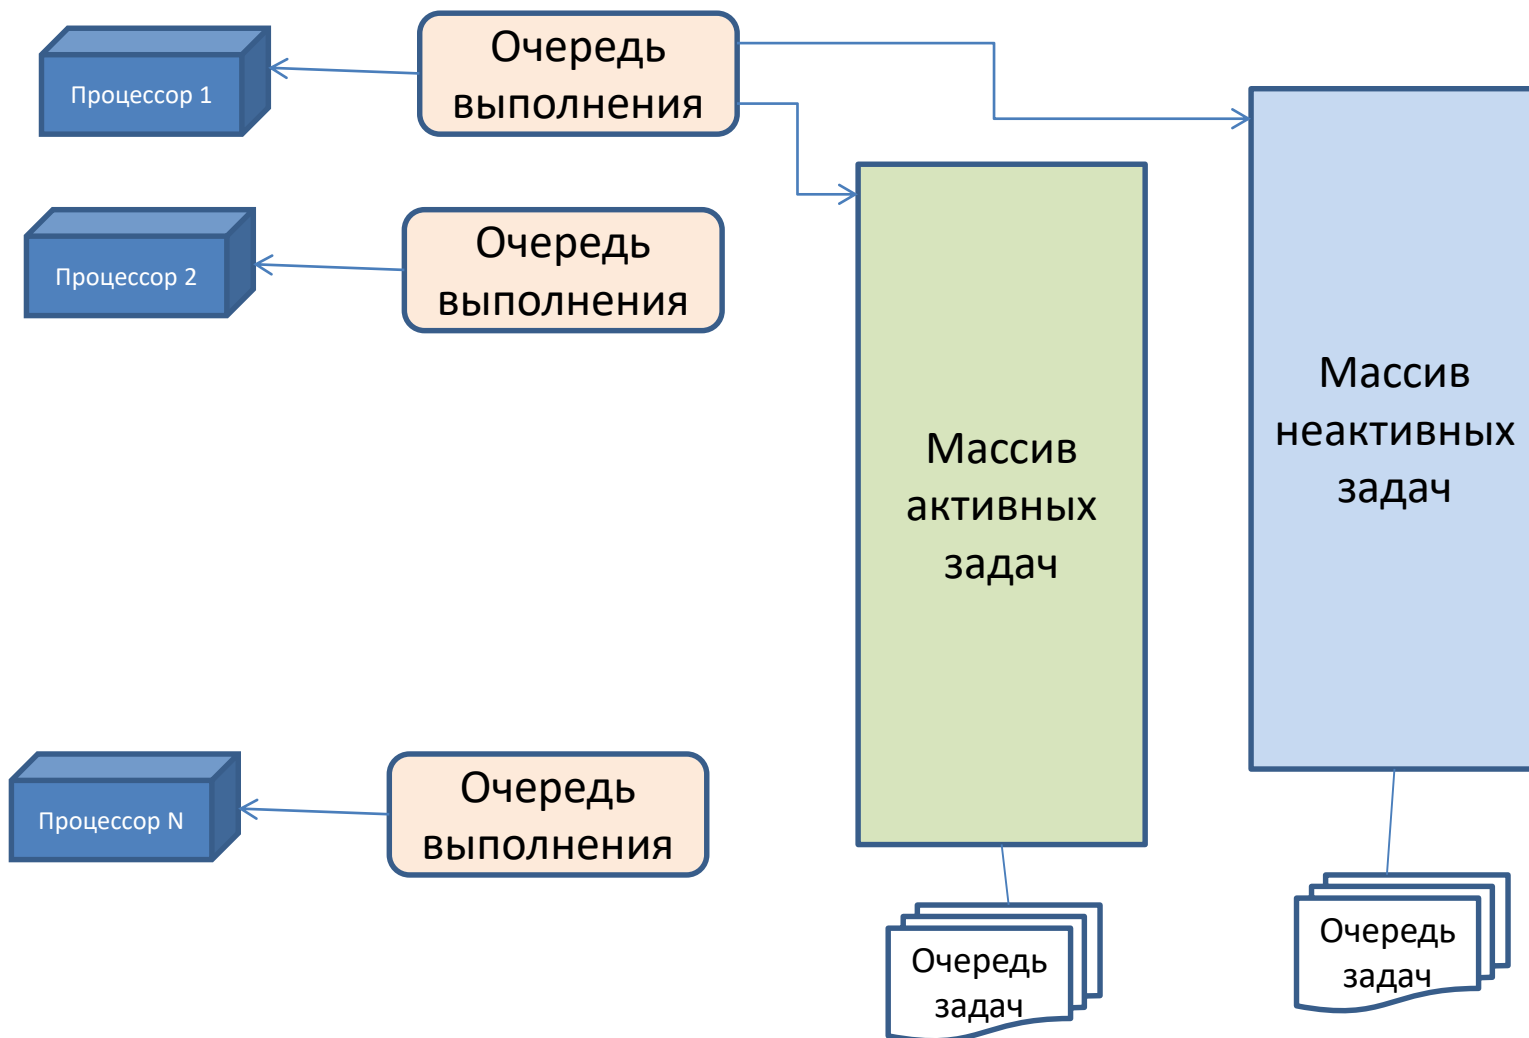 Процессор 1
Очередь
выполнения
Процессор 2
Очередь
выполнения
Процессор N
Очередь
выполнения
Массив
активных
задач
Массив
неактивных
задач
Очередь
задач
Очередь
задач